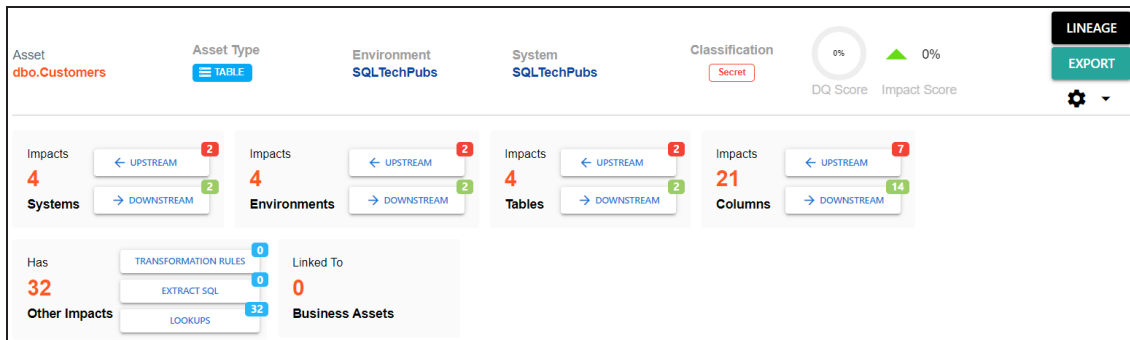 Asset
dbo.Customers
Asset Type
TABLE
Environment
SQLTechPubs
System
SQLTechPubs
Classification
Secret
0%
DQ Score
0%
Impact Score
LINEAGE
EXPORT
Impacts
4
Systems
UPSTREAM
2
DOWNSTREAM
2
Impacts
4
Environments
UPSTREAM
2
DOWNSTREAM
2
Impacts
4
Tables
UPSTREAM
2
DOWNSTREAM
2
Impacts
21
Columns
UPSTREAM
7
DOWNSTREAM
14
Has
32
Other Impacts
TRANSFORMATION RULES
0
EXTRACT SQL
0
LOOKUPS
32
Linked To
0
Business Assets